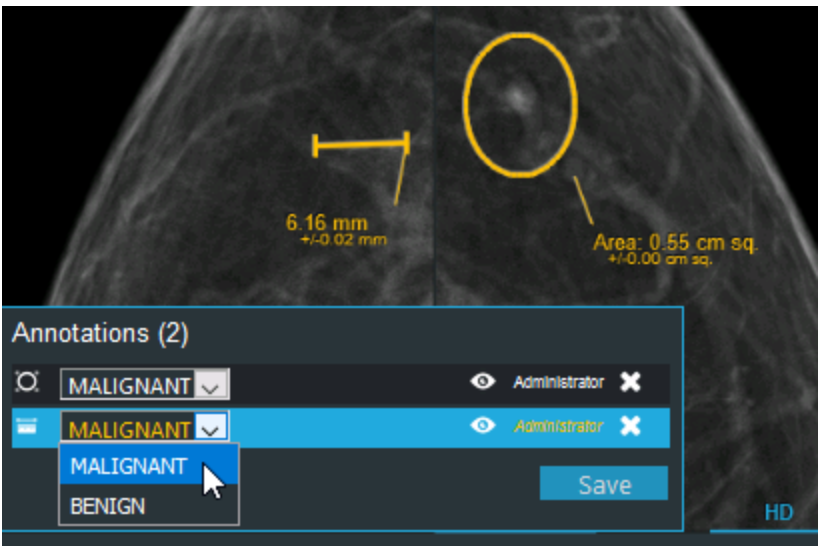 6.16 mm
+/-0.02 mm
Area: 0.55 cm sq.
+/-0.00 cm sq.
Annotations (2)
MALIGNANT Administrator
MALIGNANT Administrator
MALIGNANT
BENIGN
Save
HD